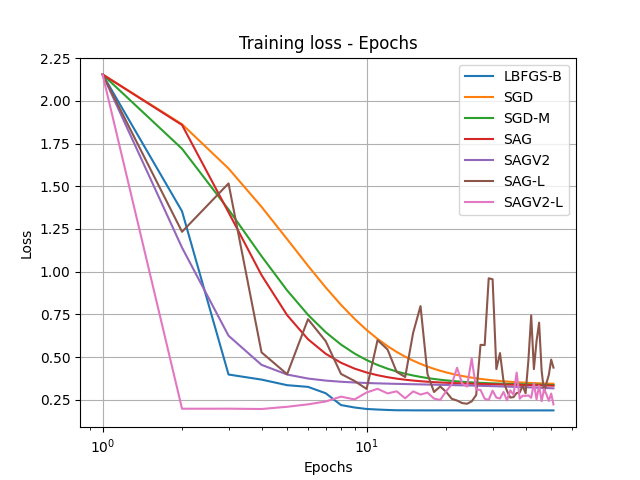 Training loss - Epochs
2.25
2.00
1.75
1.50
1.25
1.00
0.75
0.50
0.25
Loss
LBFGS-B
SGD
SGD-M
SAG
SAGV2
SAG-L
SAGV2-L
10⁰
10¹
Epochs